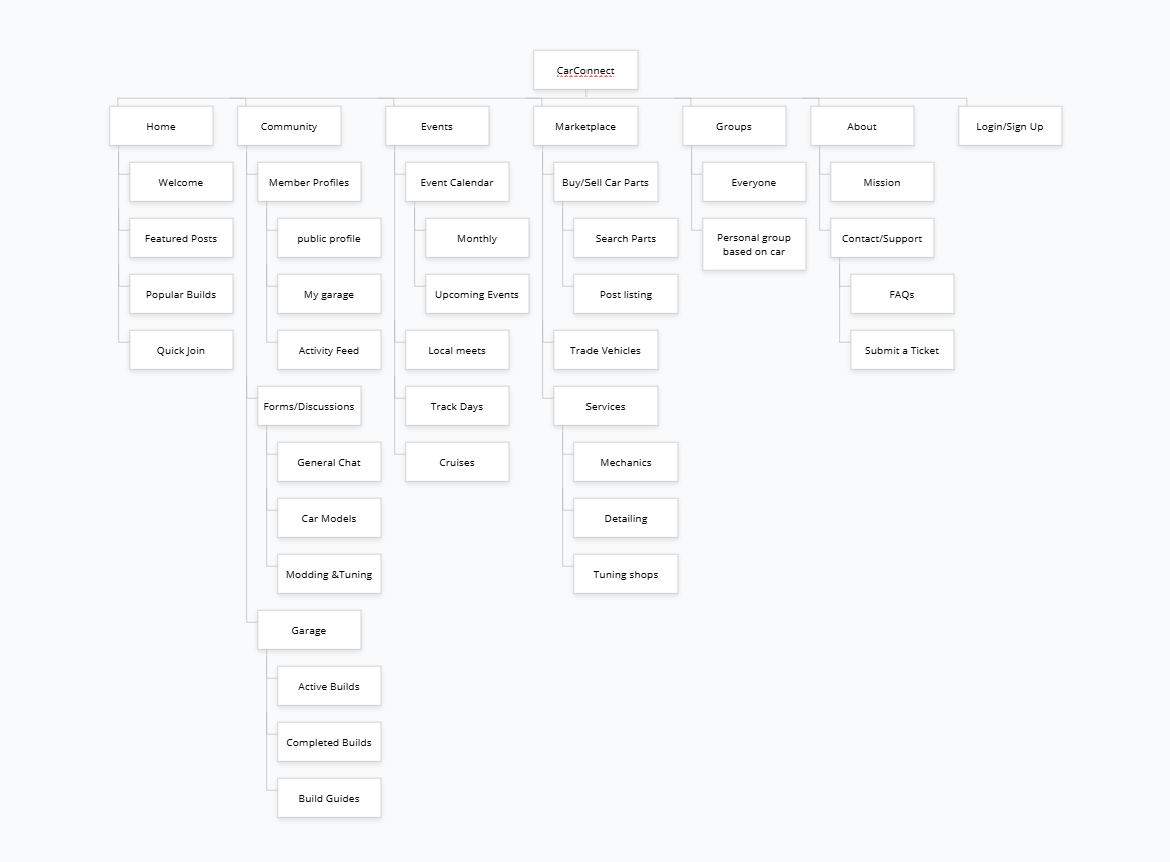 CarConnect
Home
Community
Events
Marketplace
Groups
About
Login/Sign Up
Welcome
Featured Posts
Popular Builds
Quick Join
Member Profiles
public profile
My garage
Activity Feed
Forms/Discussions
General Chat
Car Models
Modding &Tuning
Garage
Active Builds
Completed Builds
Build Guides
Event Calendar
Monthly
Upcoming Events
Local meets
Track Days
Cruises
Buy/Sell Car Parts
Search Parts
Post listing
Trade Vehicles
Services
Mechanics
Detailing
Tuning shops
Everyone
Personal group
based on car
Mission
Contact/Support
FAQs
Submit a Ticket